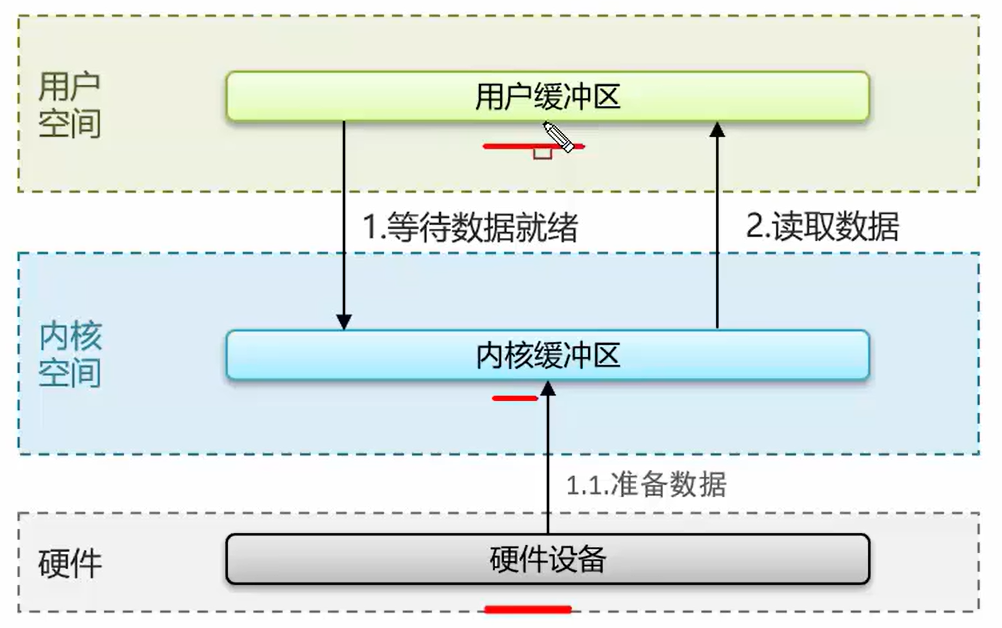 用户
空间
用户缓冲区
1.等待数据就绪
2.读取数据
内核
空间
内核缓冲区
1.1.准备数据
硬件
硬件设备